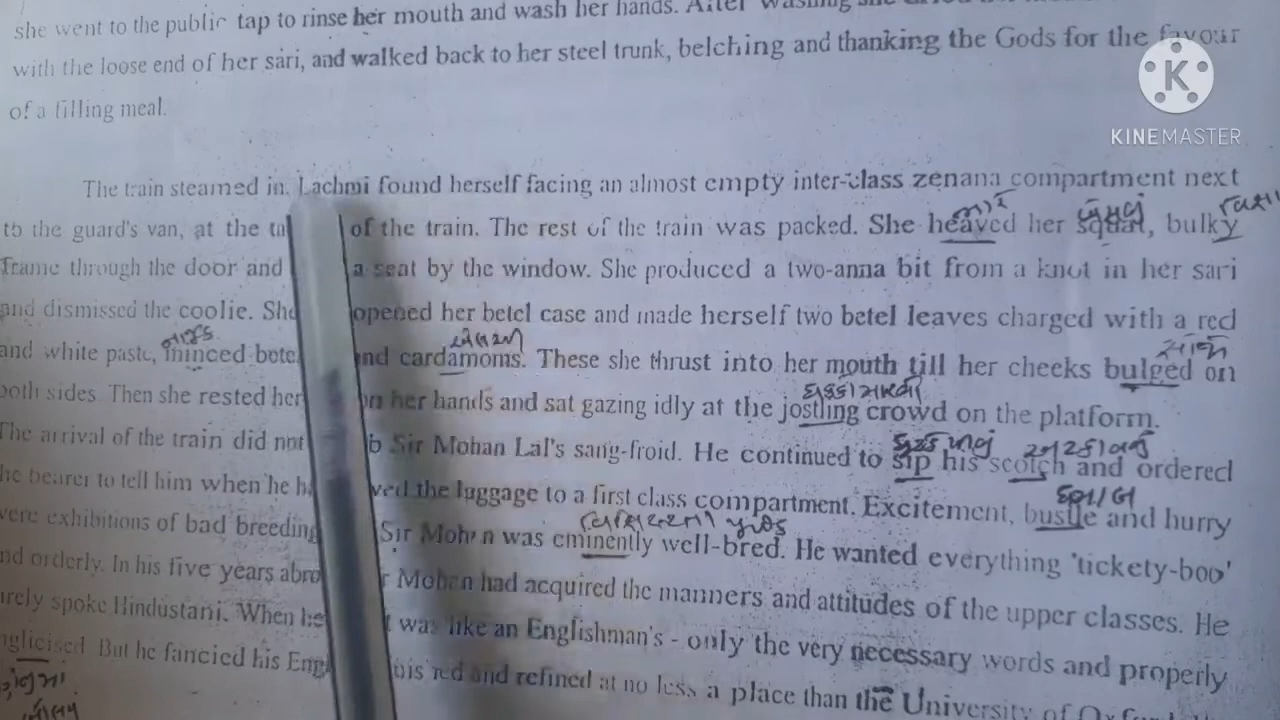 she went to the public tap to rinse her mouth and wash her hands. After washing she dried
with the loose end of her sari, and walked back to her steel trunk, belching and thanking the Gods for the favour
of a filling meal.
K
KINEMASTER
The train steamed in. Lachmi found herself facing an almost empty inter-class zenana compartment next
to the guard's van, at the ta of the train. The rest of the train was packed. She heaved her squat, bulky
frame through the door and a seat by the window. She produced a two-anna bit from a knot in her sari
and dismissed the coolie. She opened her betel case and made herself two betel leaves charged with a red
and white paste, minced bete nd cardamoms. These she thrust into her mouth till her cheeks bulged on
both sides. Then she rested her on her hands and sat gazing idly at the jostling crowd on the platform.
The arrival of the train did not b Sir Mohan Lal's sang-froid. He continued to sip his scotch and ordered
he bearer to tell him when he h ved the luggage to a first class compartment. Excitement, bustle and hurry
were exhibitions of bad breeding Sir Mohan was eminently well-bred. He wanted everything 'tickety-boo'
nd orderly. In his five years abro r Mohan had acquired the manners and attitudes of the upper classes. He
arely spoke Hindustani. When he t was like an Englishman's - only the very necessary words and properly
nglicised. But he fancied his Eng nis ed and refined at no less a place than the University of Oxford